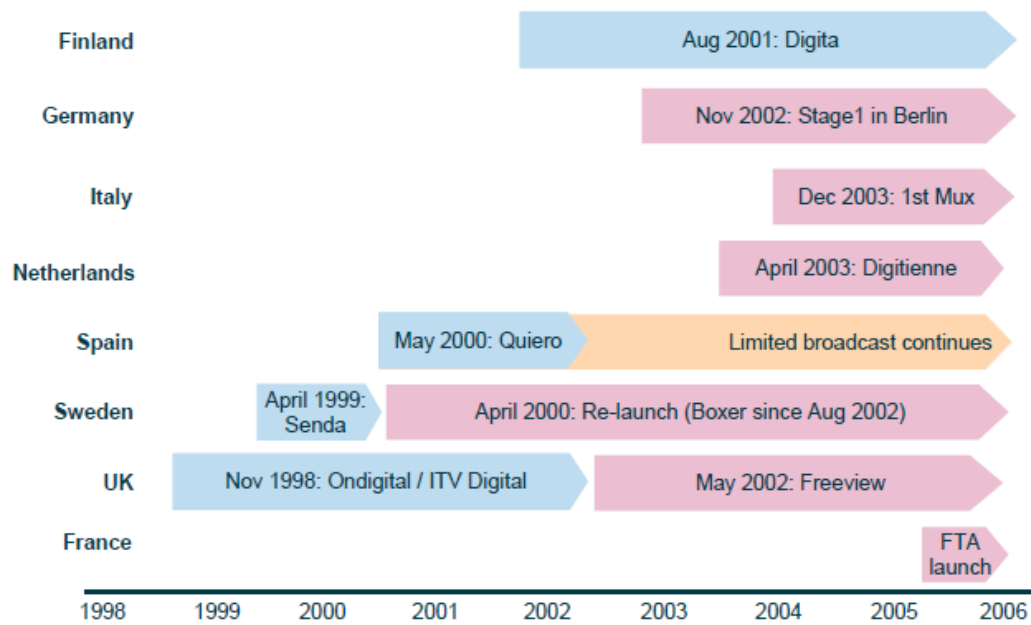 Finland
Aug 2001: Digita
Germany
Nov 2002: Stage1 in Berlin
Italy
Dec 2003: 1st Mux
Netherlands
April 2003: Digitienne
Spain
May 2000: Quiero
Limited broadcast continues
Sweden
April 1999:
Senda
April 2000: Re-launch (Boxer since Aug 2002)
UK
Nov 1998: Ondigital / ITV Digital
May 2002: Freeview
France
FTA
launch
1998 1999 2000 2001 2002 2003 2004 2005 2006